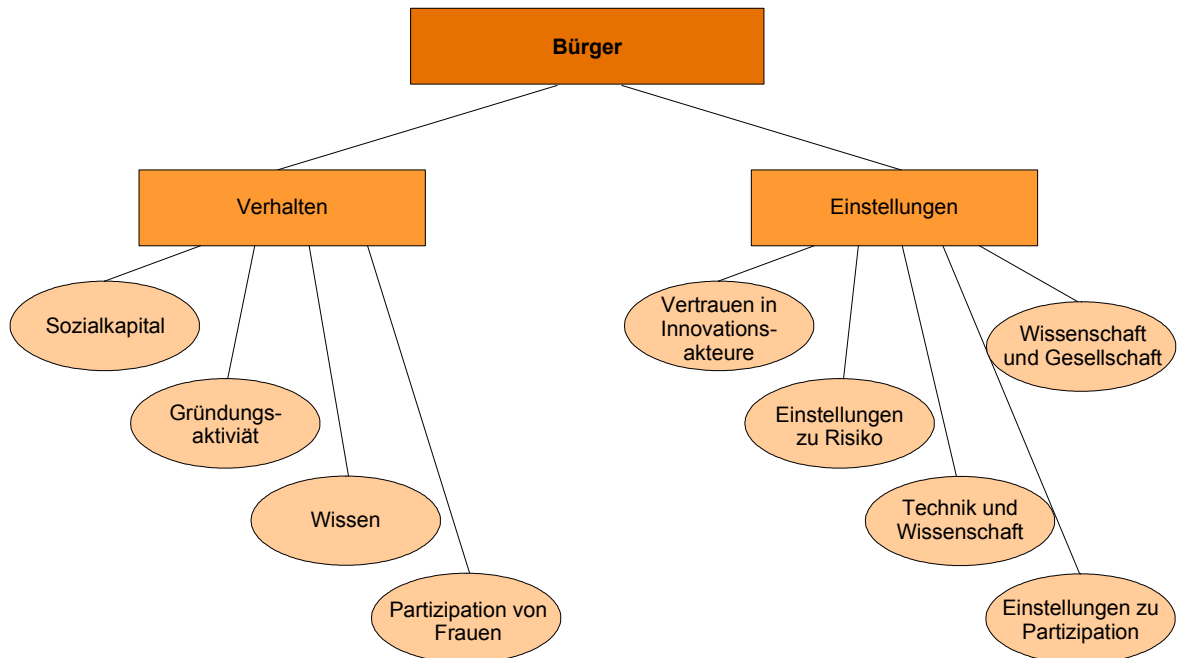 Bürger
Verhalten
Einstellungen
Sozialkapital
Gründungs-
aktiviät
Wissen
Partizipation von
Frauen
Vertrauen in
Innovations-
akteure
Einstellungen
zu Risiko
Technik und
Wissenschaft
Einstellungen zu
Partizipation
Wissenschaft
und Gesellschaft